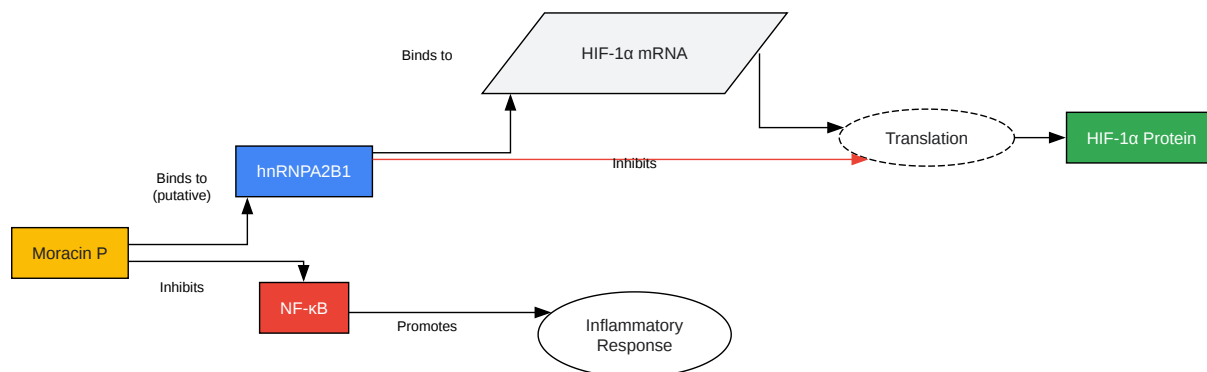 Binds to
HIF-1α mRNA
Translation
HIF-1α Protein
Inhibits
hnRNPA2B1
Binds to
(putative)
Moracin P
Inhibits
NF-κB
Promotes
Inflammatory
Response